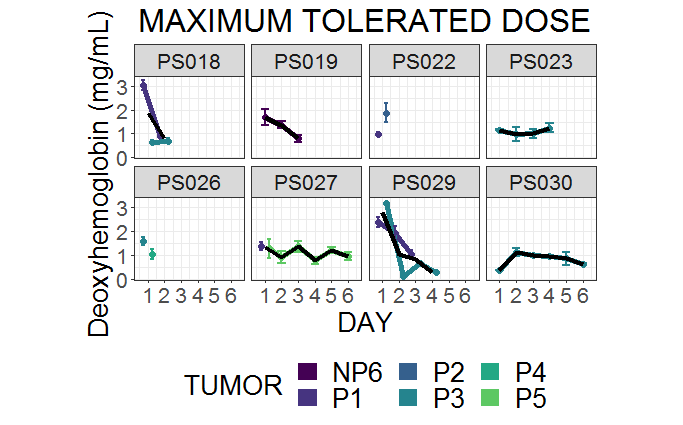 MAXIMUM TOLERATED DOSE
Deoxyhemoglobin (mg/mL)
PS018 PS019 PS022 PS023
3
2
1
0
PS026 PS027 PS029 PS030
3
2
1
0
1 2 3 4 5 6 1 2 3 4 5 6 1 2 3 4 5 6 1 2 3 4 5 6
DAY
TUMOR
NP6 P2 P4
P1 P3 P5